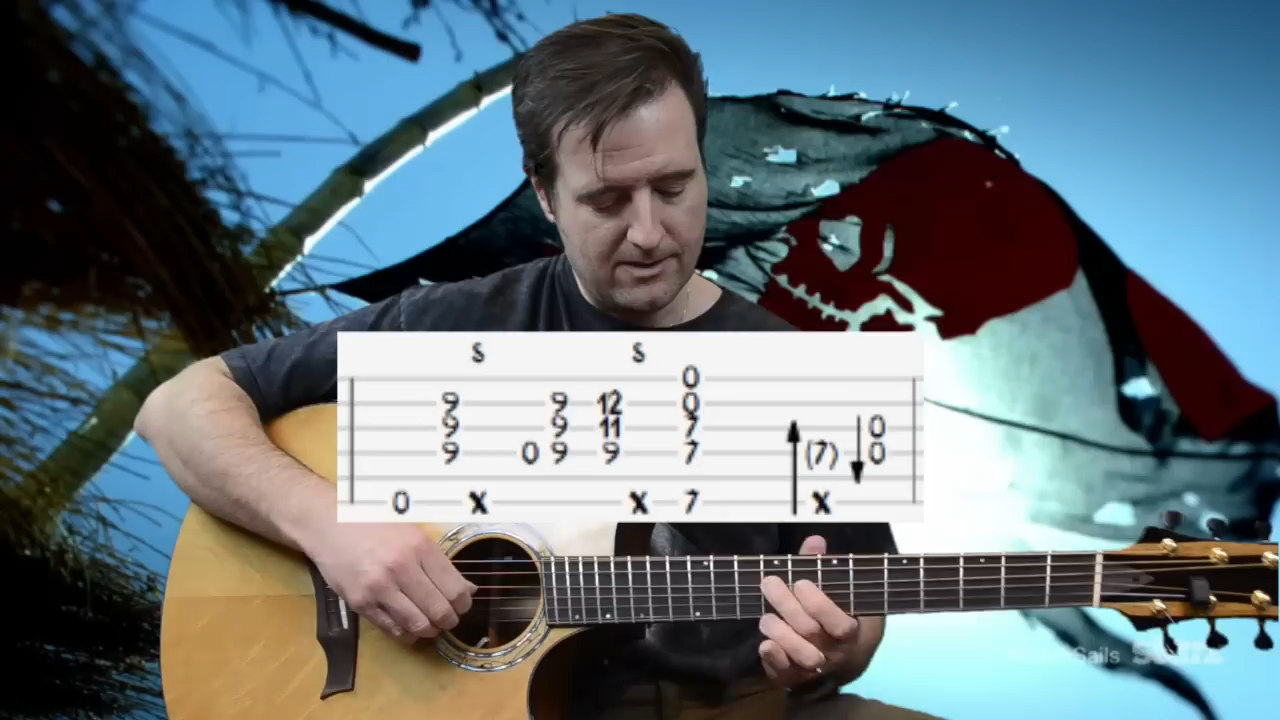 S S
0
9 9 12 0
9 9 11 7
9 0 9 9 7 (7) 0 0
0 X X 7 X
Sails